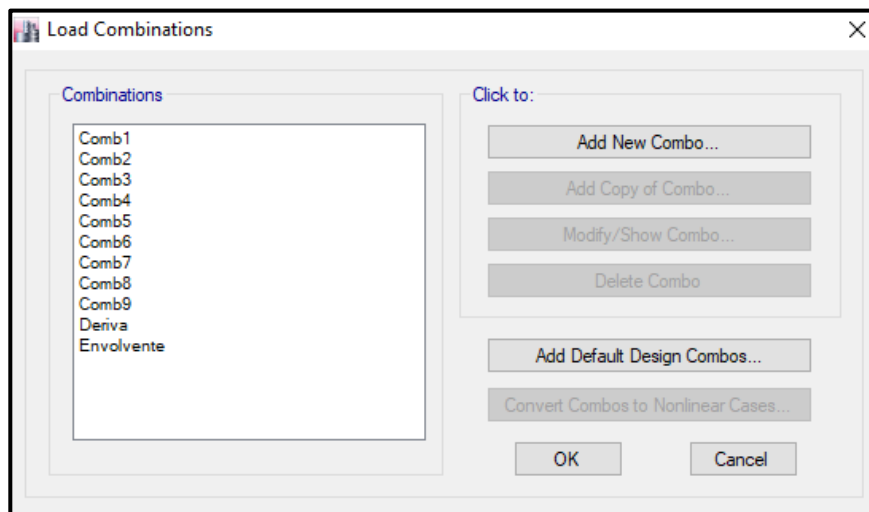 Load Combinations
Combinations
Comb1
Comb2
Comb3
Comb4
Comb5
Comb6
Comb7
Comb8
Comb9
Deriva
Envolvente
Click to:
Add New Combo...
Add Copy of Combo...
Modify/Show Combo...
Delete Combo
Add Default Design Combos...
Convert Combos to Nonlinear Cases...
OK
Cancel